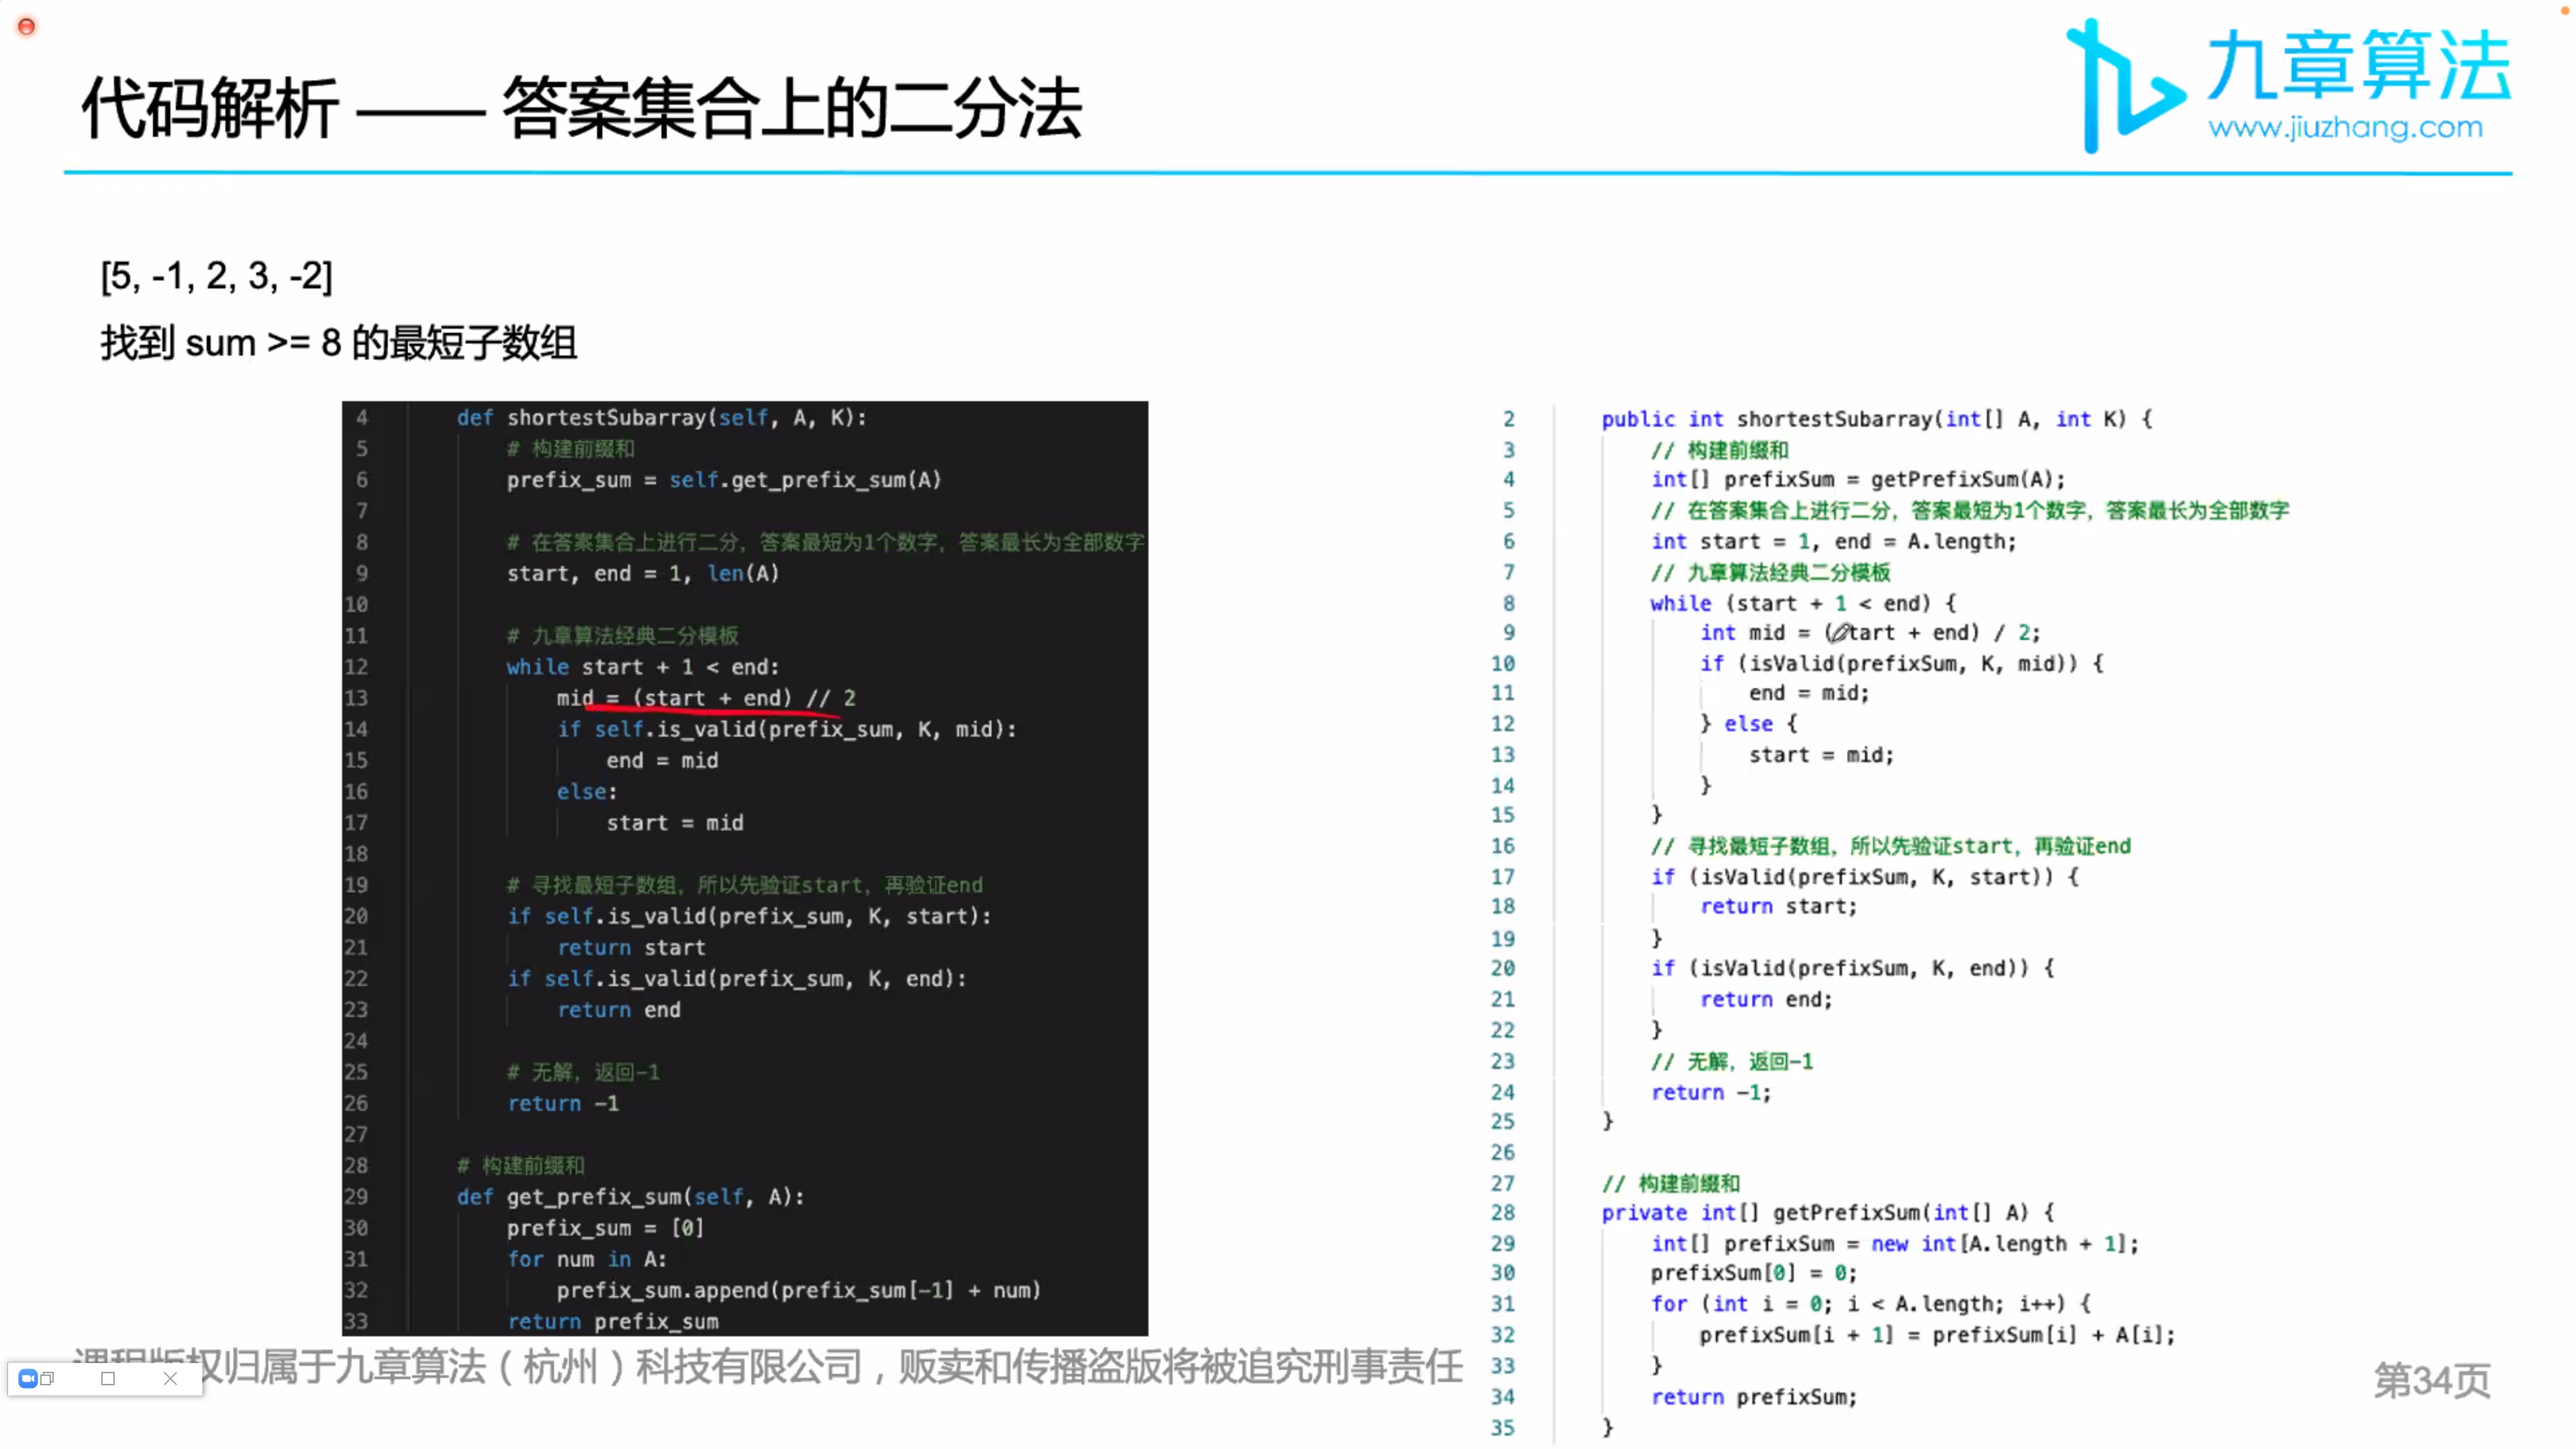 代码解析 —— 答案集合上的二分法
九章算法
www.jiuzhang.com
[5, -1, 2, 3, -2]
找到 sum >= 8 的最短子数组
4 def shortestSubarray(self, A, K):
5 # 构建前缀和
6 prefix_sum = self.get_prefix_sum(A)
7
8 # 在答案集合上进行二分，答案最短为1个数字，答案最长为全部数字
9 start, end = 1, len(A)
10
11 # 九章算法经典二分模板
12 while start + 1 < end:
13 mid = (start + end) // 2
14 if self.is_valid(prefix_sum, K, mid):
15 end = mid
16 else:
17 start = mid
18
19 # 寻找最短子数组，所以先验证start，再验证end
20 if self.is_valid(prefix_sum, K, start):
21 return start
22 if self.is_valid(prefix_sum, K, end):
23 return end
24
25 # 无解，返回-1
26 return -1
27
28 # 构建前缀和
29 def get_prefix_sum(self, A):
30 prefix_sum = [0]
31 for num in A:
32 prefix_sum.append(prefix_sum[-1] + num)
33 return prefix_sum
2 public int shortestSubarray(int[] A, int K) {
3 // 构建前缀和
4 int[] prefixSum = getPrefixSum(A);
5 // 在答案集合上进行二分，答案最短为1个数字，答案最长为全部数字
6 int start = 1, end = A.length;
7 // 九章算法经典二分模板
8 while (start + 1 < end) {
9 int mid = (start + end) / 2;
10 if (isValid(prefixSum, K, mid)) {
11 end = mid;
12 } else {
13 start = mid;
14 }
15 }
16 // 寻找最短子数组，所以先验证start，再验证end
17 if (isValid(prefixSum, K, start)) {
18 return start;
19 }
20 if (isValid(prefixSum, K, end)) {
21 return end;
22 }
23 // 无解，返回-1
24 return -1;
25 }
26
27 // 构建前缀和
28 private int[] getPrefixSum(int[] A) {
29 int[] prefixSum = new int[A.length + 1];
30 prefixSum[0] = 0;
31 for (int i = 0; i < A.length; i++) {
32 prefixSum[i + 1] = prefixSum[i] + A[i];
33 }
34 return prefixSum;
35 }
课程版权归属于九章算法（杭州）科技有限公司，贩卖和传播盗版将被追究刑事责任
第34页